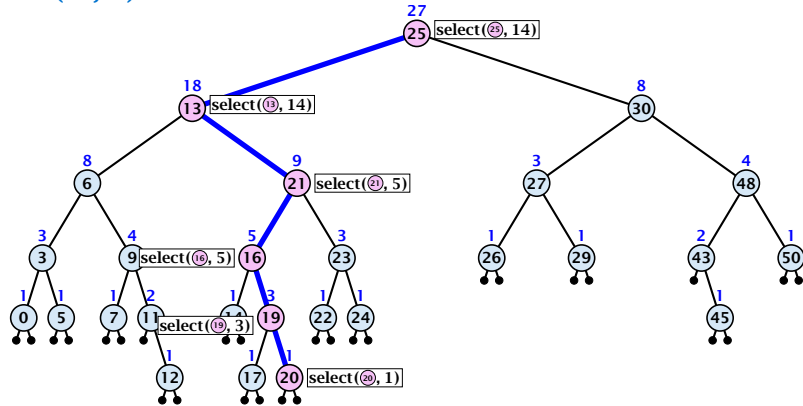 27
25 select(25, 14)
18 8
13 select(13, 14) 30
8 9 3 4
6 21 select(21, 5) 27 48
3 4 5 3 1 1 2 1
3 9 select(16, 5) 16 23 26 29 43 50
1 1 1 2 1 3 1 1 1
0 5 7 11 select(19, 3) 14 19 22 24 45
1 1 1
12 17 20 select(20, 1)